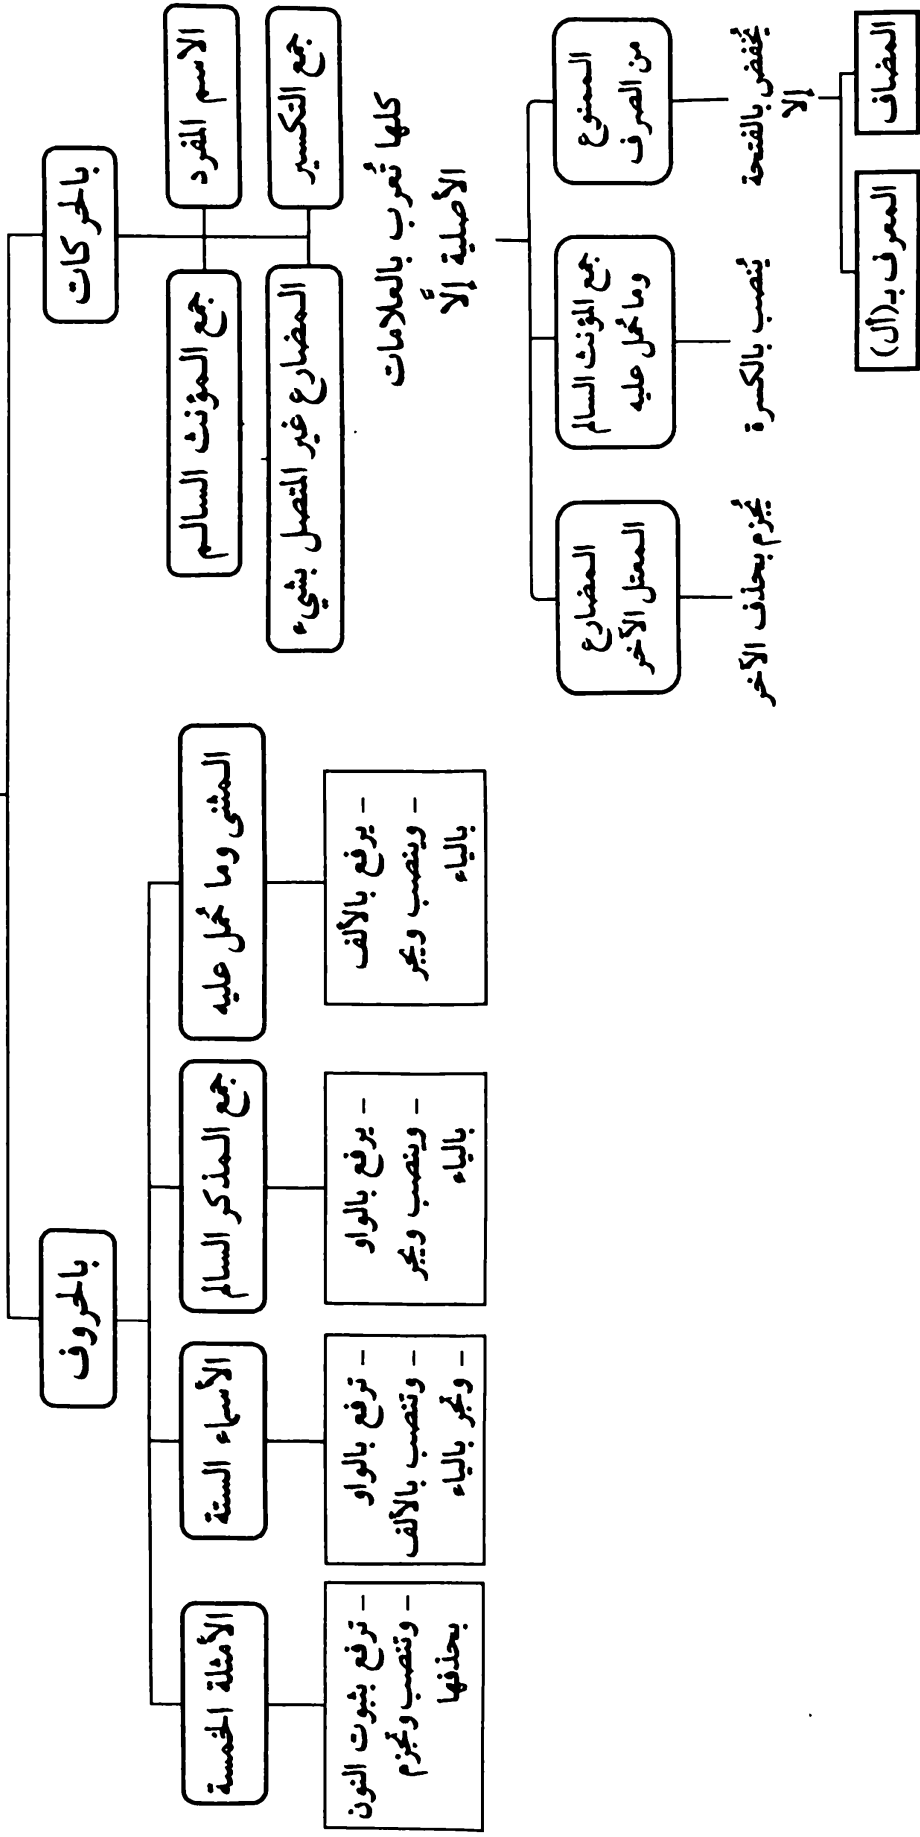 بالحركات
الاسم المفرد
جمع المؤنث السالم
جمع التكسير
المضارع غير المتصل بشيء
كلها تُعرب بالعلامات
الأصلية إلَّا
الممنوع
من الصرف
يُخفض بالفتحة
إلا
المضاف
المعرف بـ(أل)
جمع المؤنث السالم
وما حُمل عليه
يُنصب بالكسرة
المضارع
المعتل الآخر
يُجزم بحذف الآخر
بالحروف
المثنى وما حُمل عليه
- يرفع بالألف
- وينصب ويجر
بالياء
جمع المذكر السالم
- يرفع بالواو
- وينصب ويجر
بالياء
الأسماء الستة
- ترفع بالواو
- وتنصب بالألف
- وتجر بالياء
الأمثلة الخمسة
- ترفع بثبوت النون
- وتنصب وتجزم
بحذفها